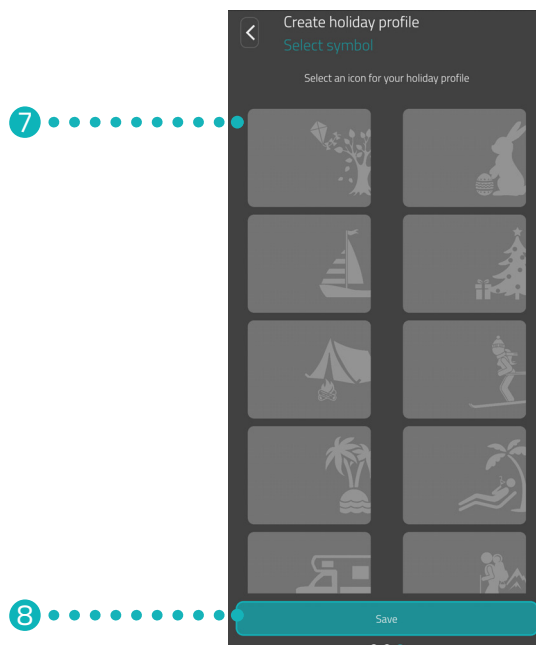 Create holiday profile
Select symbol
Select an icon for your holiday profile
7
8
Save